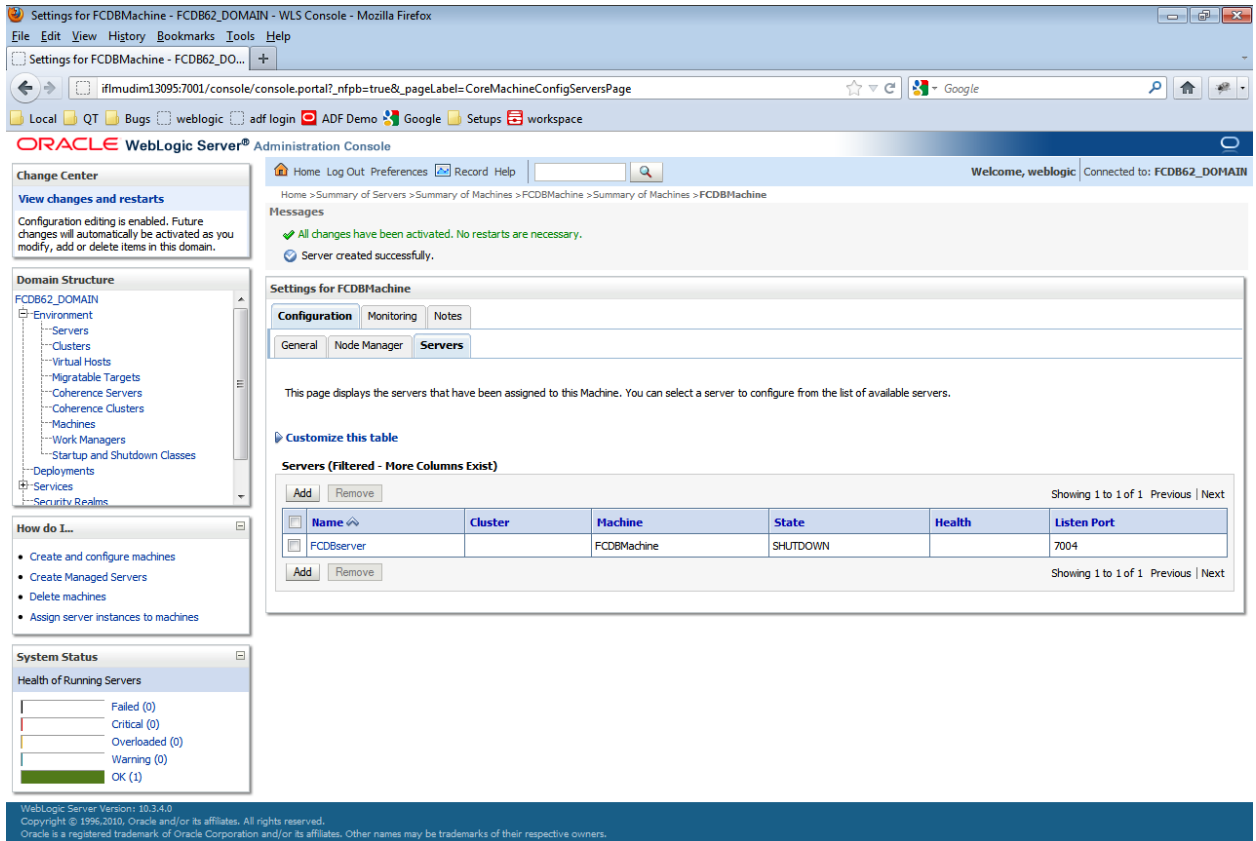 Settings for FCDBMachine - FCDB62_DOMAIN - WLS Console - Mozilla Firefox
File Edit View History Bookmarks Tools Help
Settings for FCDBMachine - FCDB62_DO... +
iflmudim13095:7001/console/console.portal?_nfpb=true&_pageLabel=CoreMachineConfigServersPage
Google
Local QT Bugs weblogic adf login ADF Demo Google Setups workspace
ORACLE WebLogic Server® Administration Console
Change Center
View changes and restarts
Configuration editing is enabled. Future
changes will automatically be activated as you
modify, add or delete items in this domain.
Domain Structure
FCDB62_DOMAIN
Environment
Servers
Clusters
Virtual Hosts
Migratable Targets
Coherence Servers
Coherence Clusters
Machines
Work Managers
Startup and Shutdown Classes
Deployments
Services
Security Realms
How do I...
• Create and configure machines
• Create Managed Servers
• Delete machines
• Assign server instances to machines
System Status
Health of Running Servers
Failed (0)
Critical (0)
Overloaded (0)
Warning (0)
OK (1)
Home Log Out Preferences Record Help
Welcome, weblogic Connected to: FCDB62_DOMAIN
Home >Summary of Servers >Summary of Machines >FCDBMachine >Summary of Machines >FCDBMachine
Messages
All changes have been activated. No restarts are necessary.
Server created successfully.
Settings for FCDBMachine
Configuration Monitoring Notes
General Node Manager Servers
This page displays the servers that have been assigned to this Machine. You can select a server to configure from the list of available servers.
Customize this table
Servers (Filtered - More Columns Exist)
Add Remove Showing 1 to 1 of 1 Previous | Next
Name Cluster Machine State Health Listen Port
FCDBserver FCDBMachine SHUTDOWN 7004
Add Remove Showing 1 to 1 of 1 Previous | Next
WebLogic Server Version: 10.3.4.0
Copyright © 1996,2010, Oracle and/or its affiliates. All rights reserved.
Oracle is a registered trademark of Oracle Corporation and/or its affiliates. Other names may be trademarks of their respective owners.